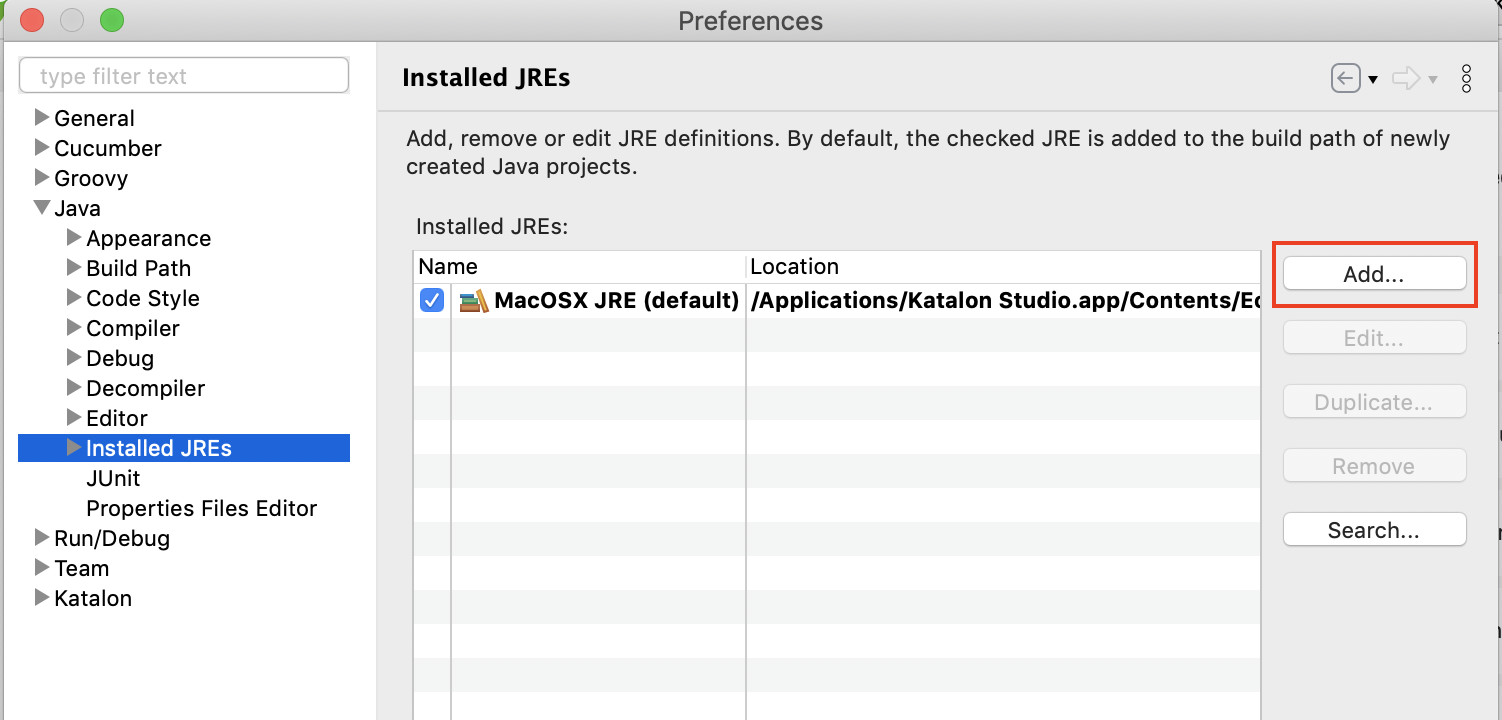 Preferences
type filter text
General
Cucumber
Groovy
Java
Appearance
Build Path
Code Style
Compiler
Debug
Decompiler
Editor
Installed JREs
JUnit
Properties Files Editor
Run/Debug
Team
Katalon
Installed JREs
Add, remove or edit JRE definitions. By default, the checked JRE is added to the build path of newly
created Java projects.
Installed JREs:
Name Location
MacOSX JRE (default) /Applications/Katalon Studio.app/Contents/Ec
Add...
Edit...
Duplicate...
Remove
Search...